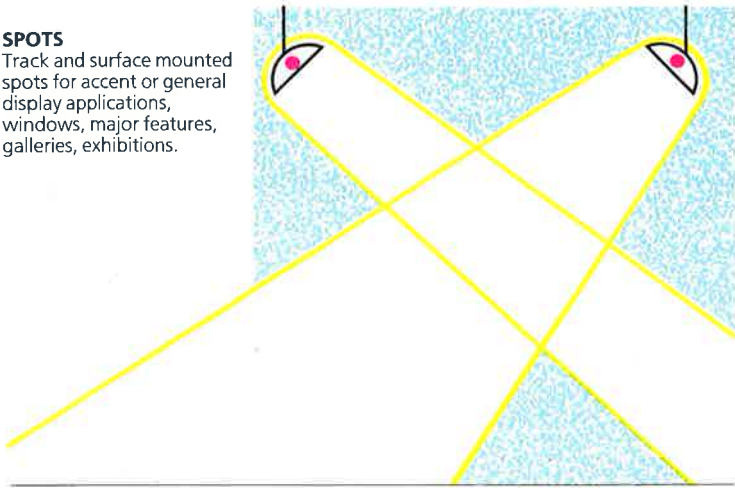 SPOTS
Track and surface mounted
spots for accent or general
display applications,
windows, major features,
galleries, exhibitions.